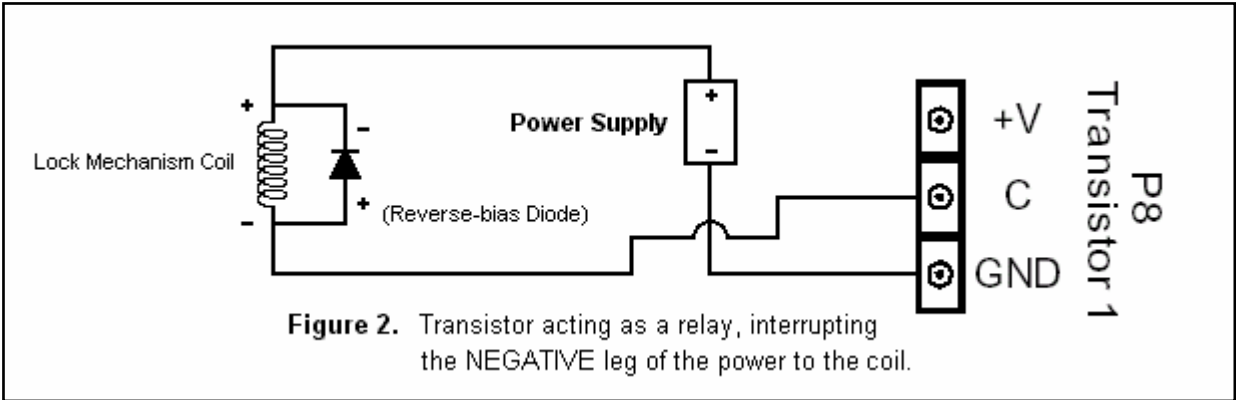 +
-
Lock Mechanism Coil
-
+
(Reverse-bias Diode)
Power Supply
+
-
+V
C
GND
P8
Transistor 1
Figure 2. Transistor acting as a relay, interrupting
the NEGATIVE leg of the power to the coil.